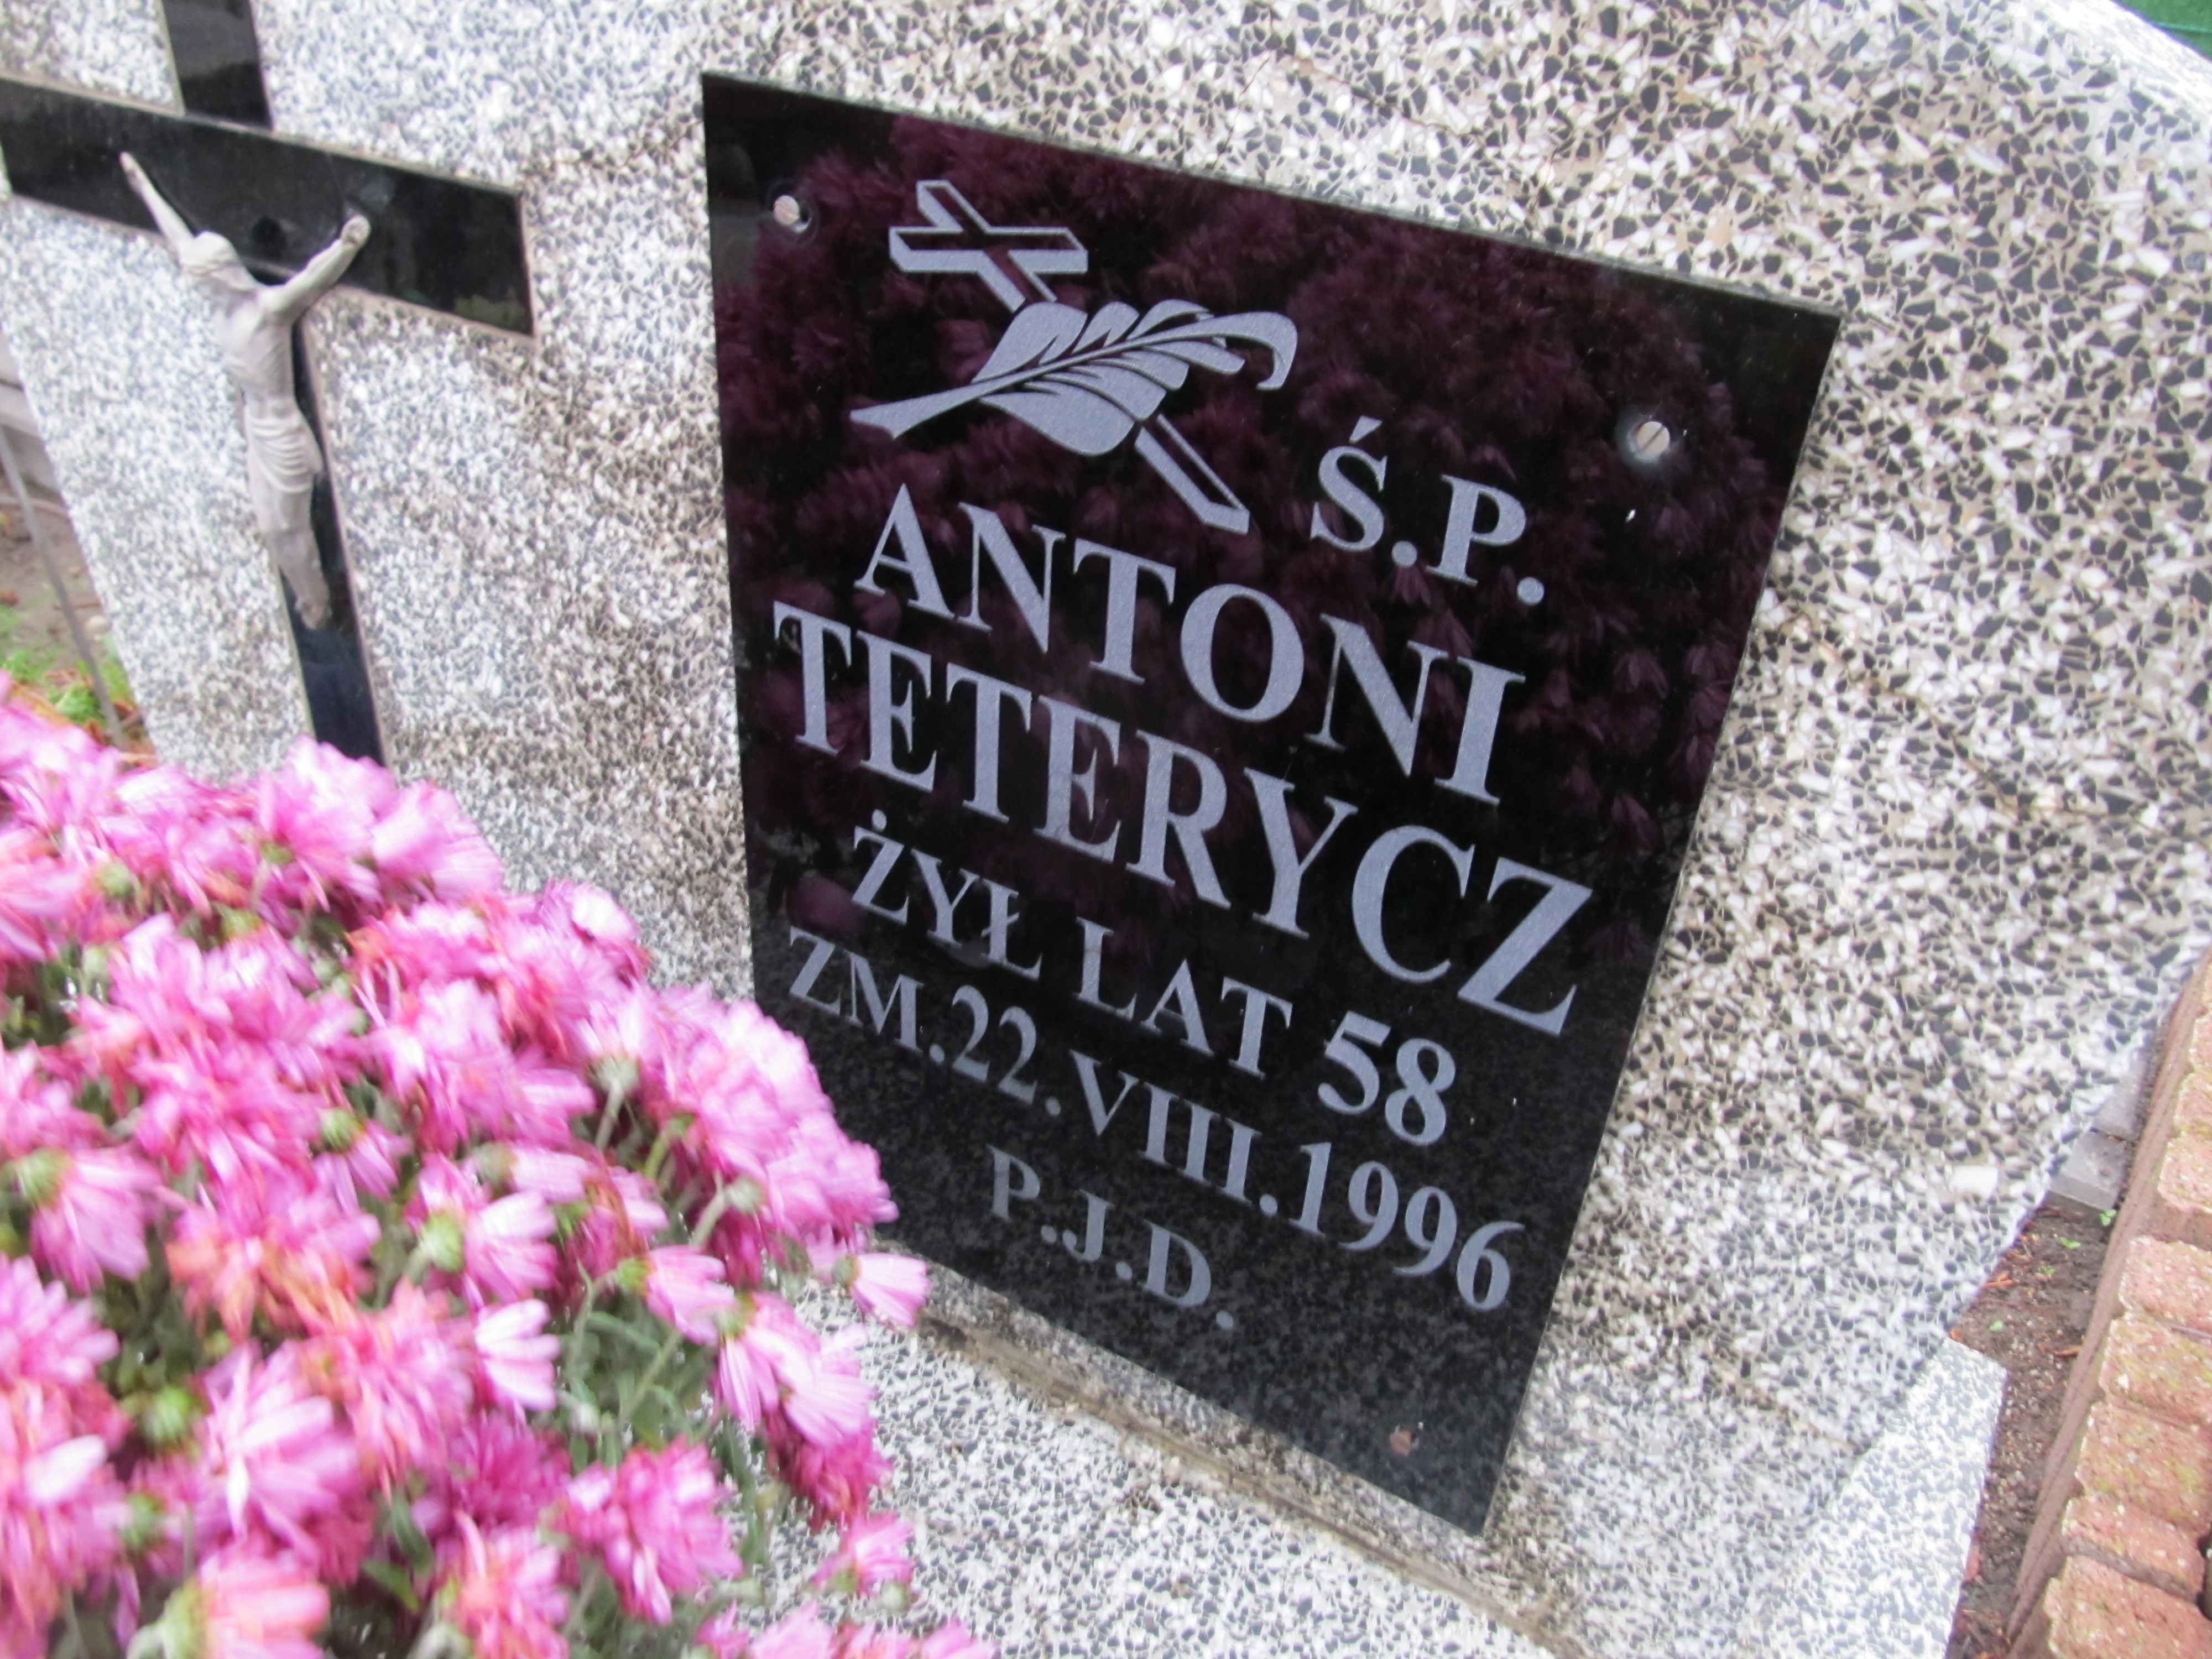 Ś.P.
ANTONI
TETERYCZ
ŻYŁ LAT 58
ZM.22.VIII.1996
P.J.D.